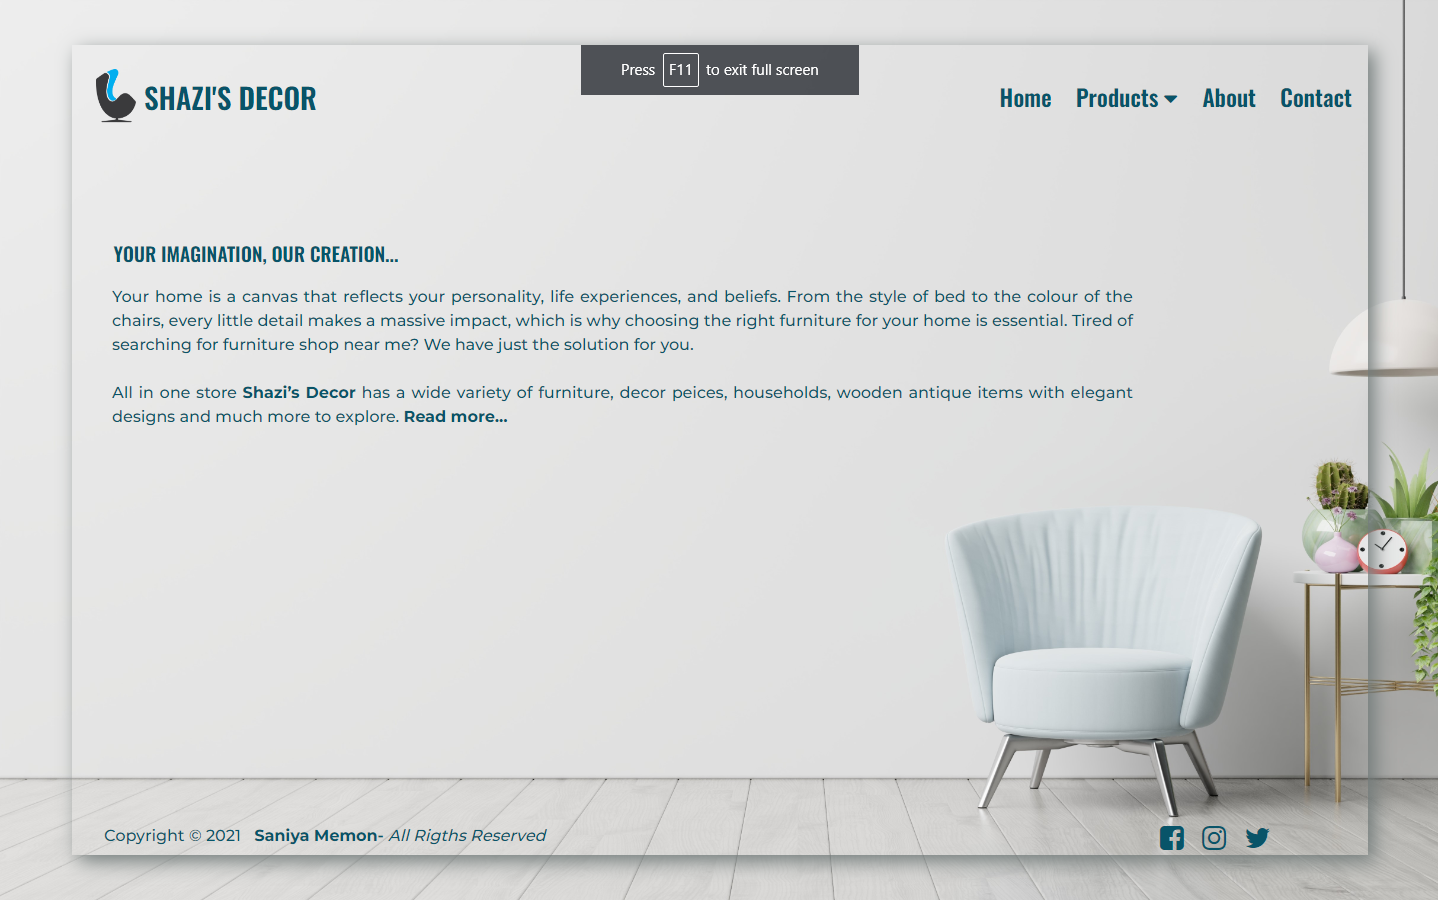 Press F11 to exit full screen
SHAZI'S DECOR
Home Products About Contact
YOUR IMAGINATION, OUR CREATION...
Your home is a canvas that reflects your personality, life experiences, and beliefs. From the style of bed to the colour of the
chairs, every little detail makes a massive impact, which is why choosing the right furniture for your home is essential. Tired of
searching for furniture shop near me? We have just the solution for you.
All in one store Shazi’s Decor has a wide variety of furniture, decor peices, households, wooden antique items with elegant
designs and much more to explore. Read more...
Copyright © 2021 Saniya Memon- All Rigths Reserved